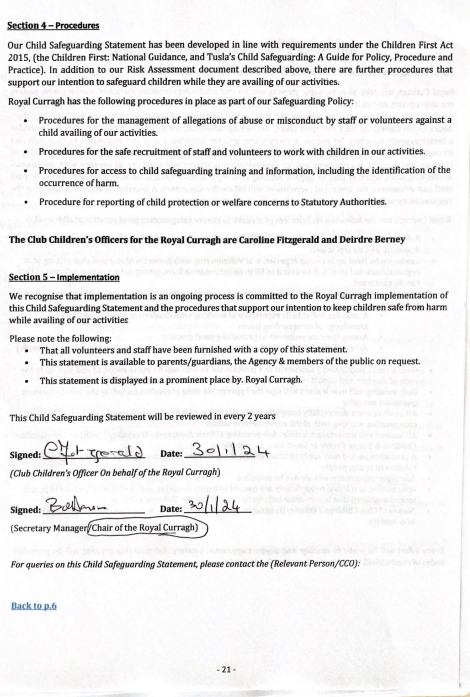 Section 4 – Procedures
Our Child Safeguarding Statement has been developed in line with requirements under the Children First Act
2015, (the Children First: National Guidance, and Tusla's Child Safeguarding: A Guide for Policy, Procedure and
Practice). In addition to our Risk Assessment document described above, there are further procedures that
support our intention to safeguard children while they are availing of our activities.
Royal Curragh has the following procedures in place as part of our Safeguarding Policy:
• Procedures for the management of allegations of abuse or misconduct by staff or volunteers against a
child availing of our activities.
• Procedures for the safe recruitment of staff and volunteers to work with children in our activities.
• Procedures for access to child safeguarding training and information, including the identification of the
occurrence of harm.
• Procedure for reporting of child protection or welfare concerns to Statutory Authorities.
The Club Children's Officers for the Royal Curragh are Caroline Fitzgerald and Deirdre Berney
Section 5 – Implementation
We recognise that implementation is an ongoing process is committed to the Royal Curragh implementation of
this Child Safeguarding Statement and the procedures that support our intention to keep children safe from harm
while availing of our activities
Please note the following:
• That all volunteers and staff have been furnished with a copy of this statement.
• This statement is available to parents/guardians, the Agency & members of the public on request.
• This statement is displayed in a prominent place by. Royal Curragh.
This Child Safeguarding Statement will be reviewed in every 2 years
Signed: Date: 30/1/24
(Club Children's Officer On behalf of the Royal Curragh)
Signed: Date: 30/1/24
(Secretary Manager/Chair of the Royal Curragh)
For queries on this Child Safeguarding Statement, please contact the (Relevant Person/CCO):
Back to p.6
- 21 -